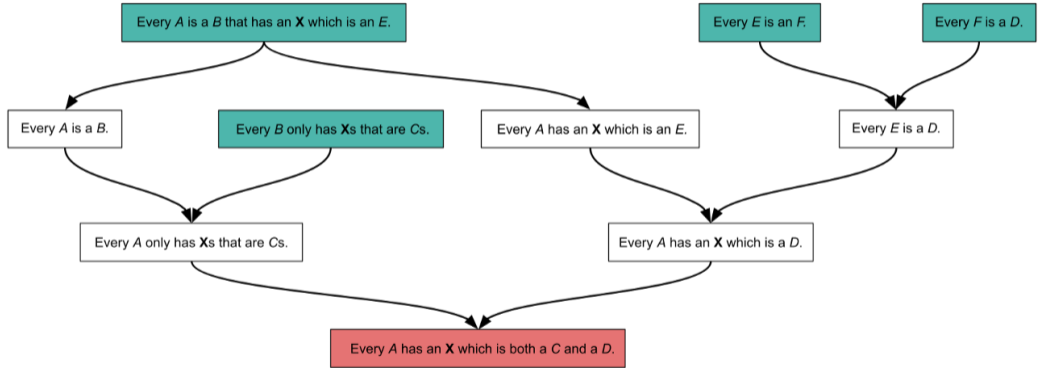 Every A is a B that has an X which is an E.
Every E is an F.
Every F is a D.
Every A is a B.
Every B only has Xs that are Cs.
Every A has an X which is an E.
Every E is a D.
Every A only has Xs that are Cs.
Every A has an X which is a D.
Every A has an X which is both a C and a D.